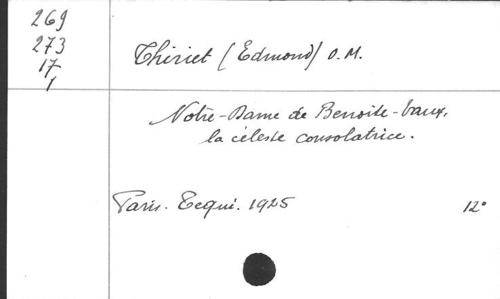 269
273
17
1
Thiriet (Edmond) O.M.
Notre-Dame de Benoite-Vaux,
la céleste consolatrice.
Paris. Tequi. 1925 12°